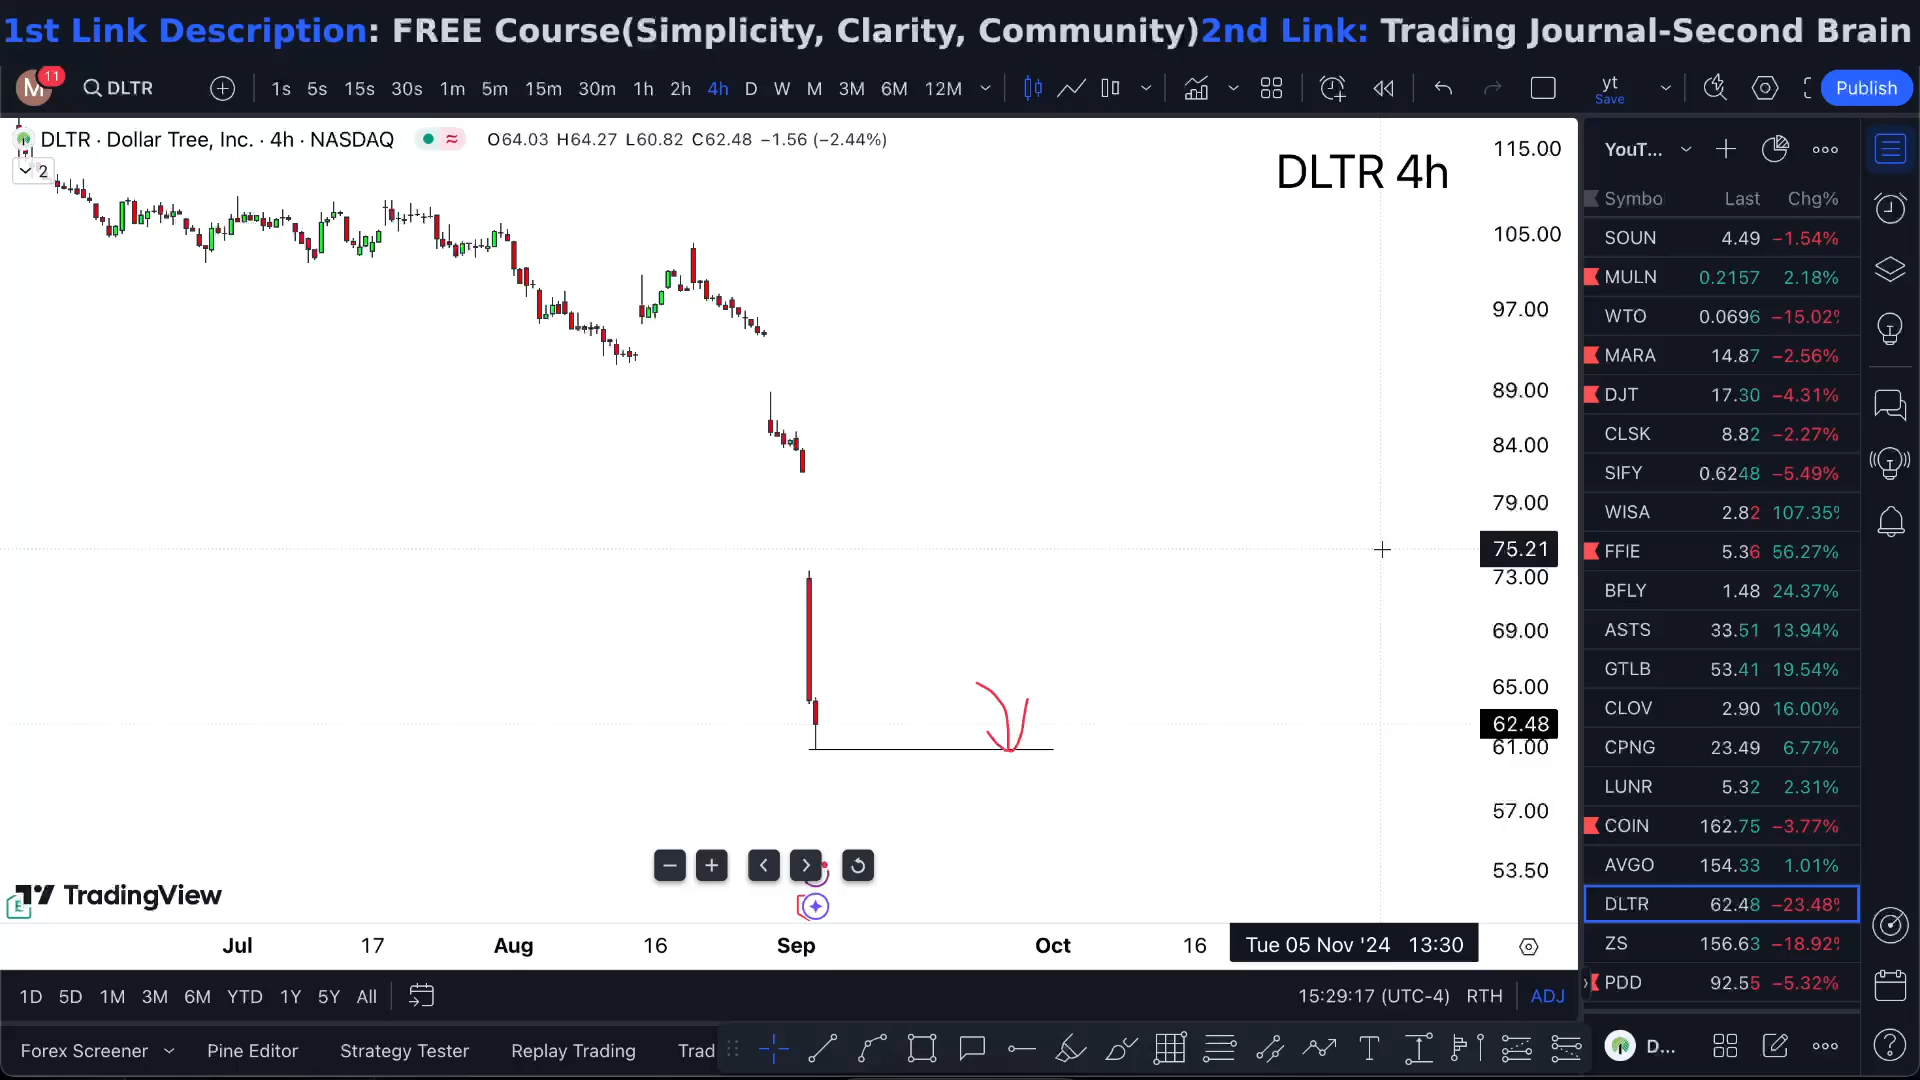 1st Link Description: FREE Course(Simplicity, Clarity, Community)2nd Link: Trading Journal-Second Brain
M 11 DLTR 1s 5s 15s 30s 1m 5m 15m 30m 1h 2h 4h D W M 3M 6M 12M yt Save Publish
DLTR · Dollar Tree, Inc. · 4h · NASDAQ O64.03 H64.27 L60.82 C62.48 −1.56 (−2.44%)
2
DLTR 4h
115.00
105.00
97.00
89.00
84.00
79.00
75.21
73.00
69.00
65.00
62.48
61.00
57.00
53.50
TradingView
E
Jul 17 Aug 16 Sep Oct 16 Tue 05 Nov '24 13:30
1D 5D 1M 3M 6M YTD 1Y 5Y All 15:29:17 (UTC-4) RTH ADJ
Forex Screener Pine Editor Strategy Tester Replay Trading Trad
YouT...
Symbo Last Chg%
SOUN 4.49 −1.54%
MULN 0.2157 2.18%
WTO 0.0696 −15.02
MARA 14.87 −2.56%
DJT 17.30 −4.31%
CLSK 8.82 −2.27%
SIFY 0.6248 −5.49%
WISA 2.82 107.35
FFIE 5.36 56.27%
BFLY 1.48 24.37%
ASTS 33.51 13.94%
GTLB 53.41 19.54%
CLOV 2.90 16.00%
CPNG 23.49 6.77%
LUNR 5.32 2.31%
COIN 162.75 −3.77%
AVGO 154.33 1.01%
DLTR 62.48 −23.48
ZS 156.63 −18.92
PDD 92.55 −5.32%
D...